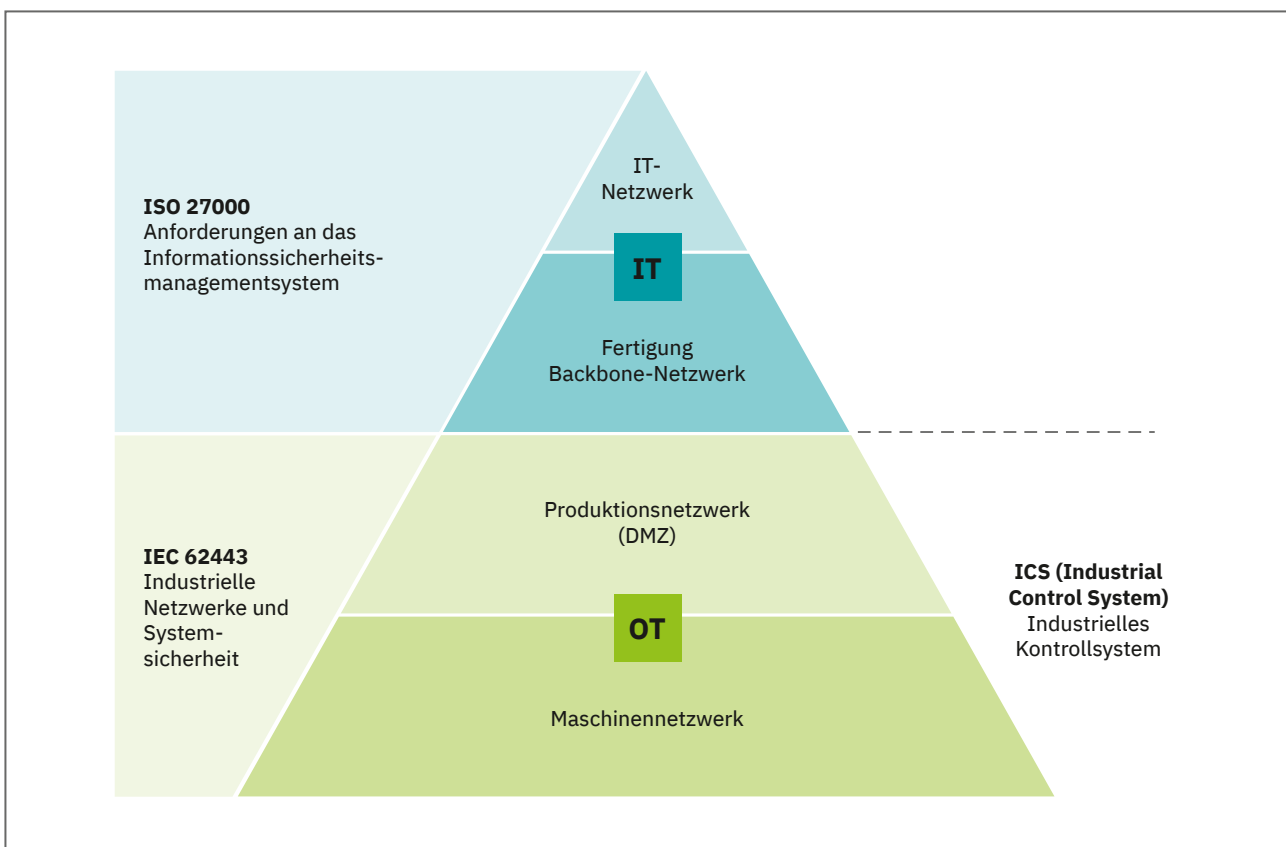 IT-
Netzwerk
ISO 27000
Anforderungen an das
Informationssicherheits-
managementsystem
IT
Fertigung
Backbone-Netzwerk
Produktionsnetzwerk
(DMZ)
IEC 62443
Industrielle
Netzwerke und
System-
sicherheit
ICS (Industrial
Control System)
Industrielles
Kontrollsystem
OT
Maschinennetzwerk